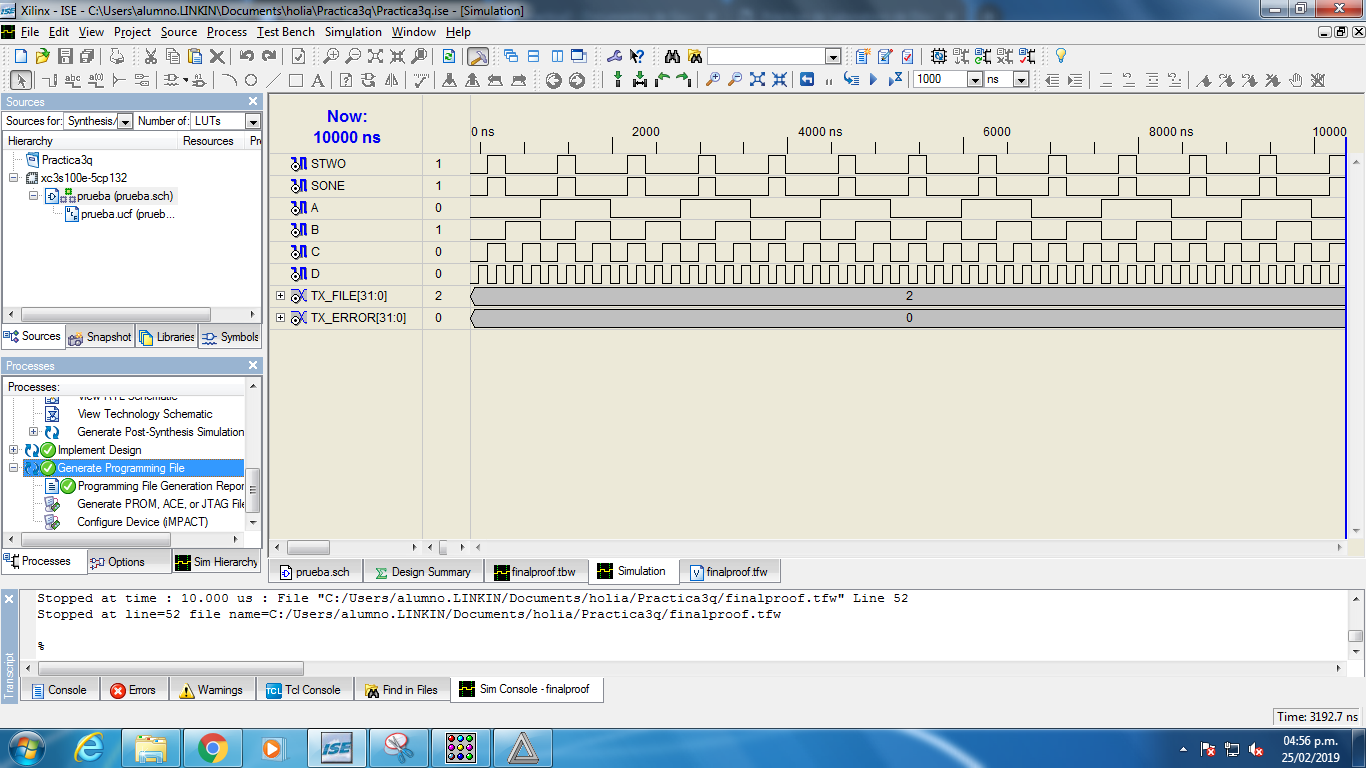 Xilinx - ISE - C:\Users\alumno.LINKIN\Documents\holia\Practica3q\Practica3q.ise - [Simulation]
File Edit View Project Source Process Test Bench Simulation Window Help
1000 ns
Sources
Sources for: Synthesis/ Number of: LUTs
Hierarchy Resources Pr
Practica3q
xc3s100e-5cp132
prueba (prueba.sch)
prueba.ucf (prueb...
Sources Snapshot Libraries Symbols
Processes
Processes:
View RTL Schematic
View Technology Schematic
Generate Post-Synthesis Simulation
Implement Design
Generate Programming File
Programming File Generation Repor
Generate PROM, ACE, or JTAG File
Configure Device (iMPACT)
Processes Options Sim Hierarchy
Now:
10000 ns
0 ns 2000 4000 ns 6000 8000 ns 10000
STWO 1
SONE 1
A 0
B 1
C 0
D 0
TX_FILE[31:0] 2 2
TX_ERROR[31:0] 0 0
prueba.sch Design Summary finalproof.tbw Simulation finalproof.tfw
Stopped at time : 10.000 us : File "C:/Users/alumno.LINKIN/Documents/holia/Practica3q/finalproof.tfw" Line 52
Stopped at line=52 file name=C:/Users/alumno.LINKIN/Documents/holia/Practica3q/finalproof.tfw
%
Transcript
Console Errors Warnings TCL Tcl Console Find in Files Sim Console - finalproof
Time: 3192.7 ns
ISE
04:56 p.m.
25/02/2019